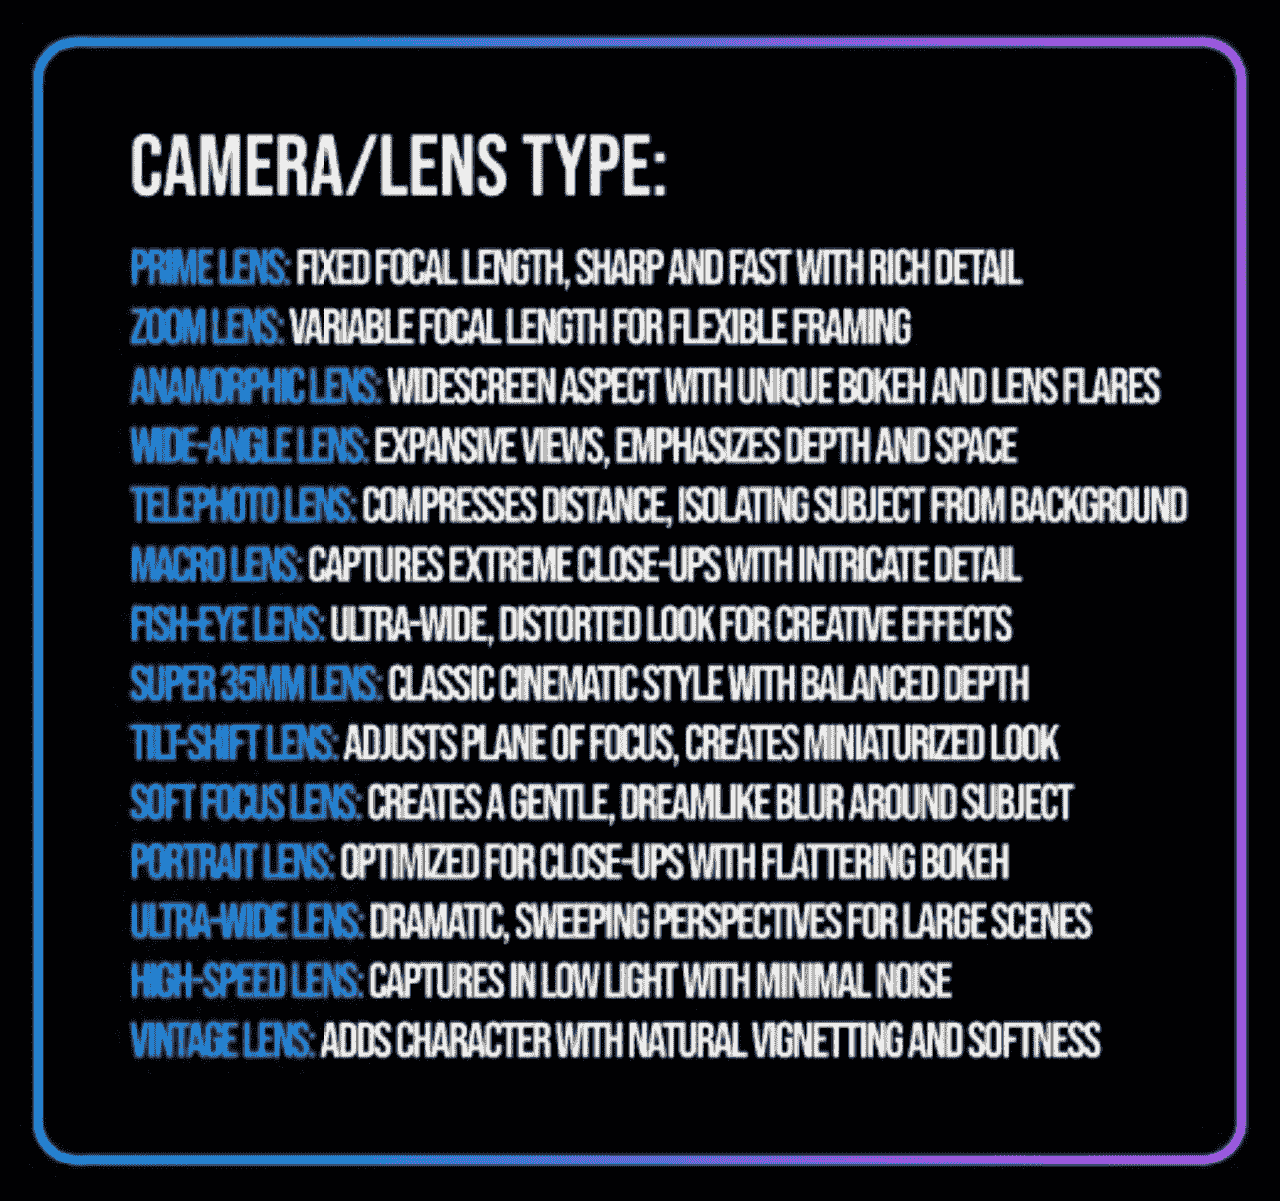 CAMERA/LENS TYPE:
PRIME LENS: FIXED FOCAL LENGTH, SHARP AND FAST WITH RICH DETAIL
ZOOM LENS: VARIABLE FOCAL LENGTH FOR FLEXIBLE FRAMING
ANAMORPHIC LENS: WIDESCREEN ASPECT WITH UNIQUE BOKEH AND LENS FLARES
WIDE-ANGLE LENS: EXPANSIVE VIEWS, EMPHASIZES DEPTH AND SPACE
TELEPHOTO LENS: COMPRESSES DISTANCE, ISOLATING SUBJECT FROM BACKGROUND
MACRO LENS: CAPTURES EXTREME CLOSE-UPS WITH INTRICATE DETAIL
FISH-EYE LENS: ULTRA-WIDE, DISTORTED LOOK FOR CREATIVE EFFECTS
SUPER 35MM LENS: CLASSIC CINEMATIC STYLE WITH BALANCED DEPTH
TILT-SHIFT LENS: ADJUSTS PLANE OF FOCUS, CREATES MINIATURIZED LOOK
SOFT FOCUS LENS: CREATES A GENTLE, DREAMLIKE BLUR AROUND SUBJECT
PORTRAIT LENS: OPTIMIZED FOR CLOSE-UPS WITH FLATTERING BOKEH
ULTRA-WIDE LENS: DRAMATIC, SWEEPING PERSPECTIVES FOR LARGE SCENES
HIGH-SPEED LENS: CAPTURES IN LOW LIGHT WITH MINIMAL NOISE
VINTAGE LENS: ADDS CHARACTER WITH NATURAL VIGNETTING AND SOFTNESS